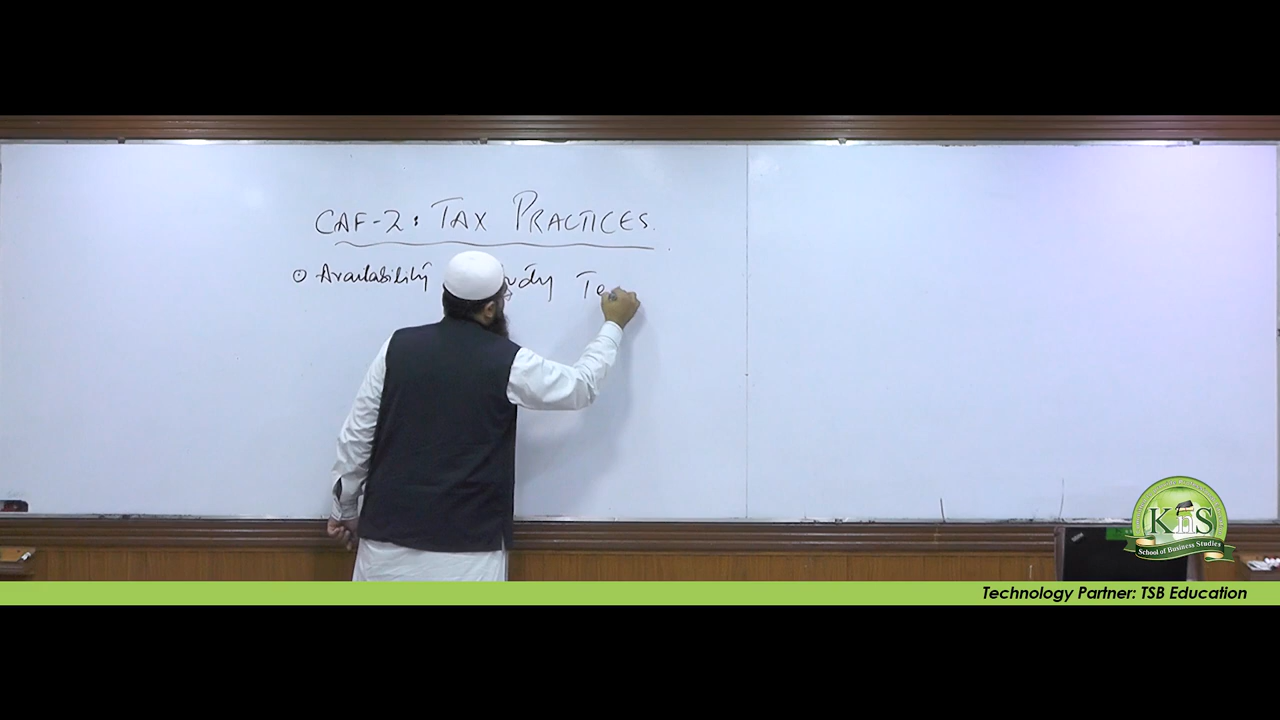 CAF-2: TAX PRACTICES.
Availability
KnS
School of Business Studies
Technology Partner: TSB Education